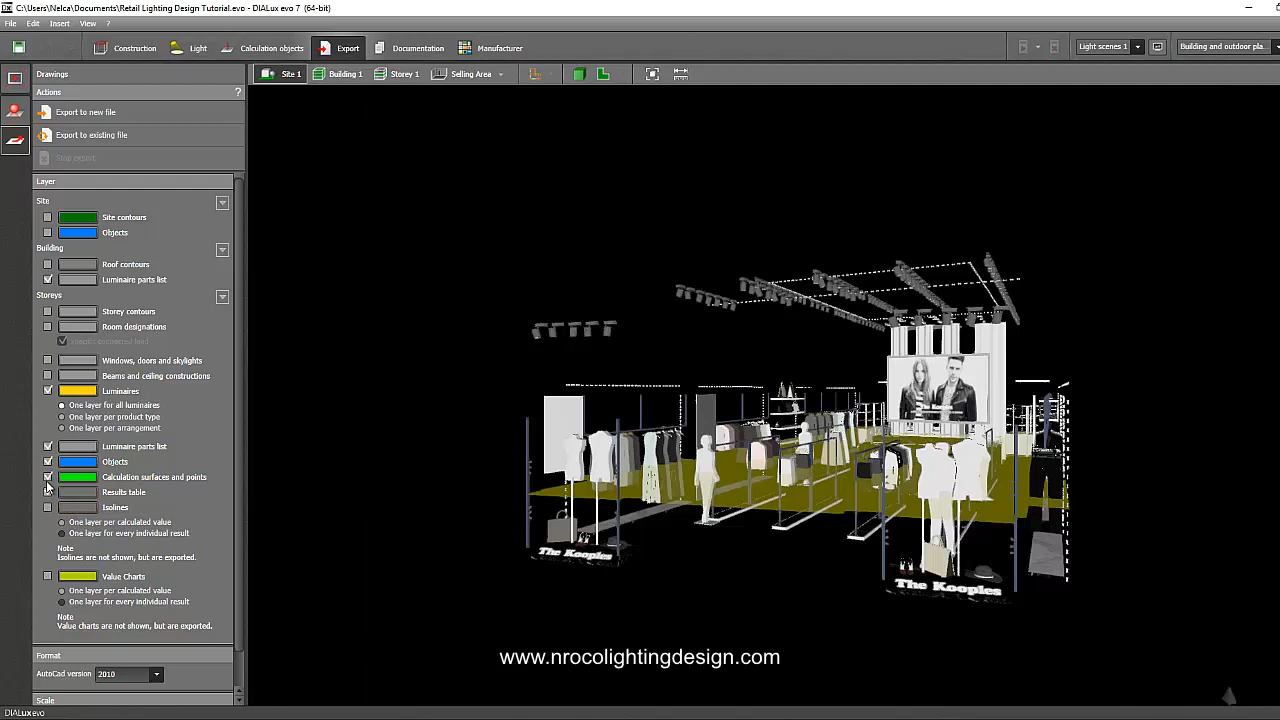 C:\Users\Nelca\Documents\Retail Lighting Design Tutorial.evo - DIALux evo 7 (64-bit)
File Edit Insert View ?
Construction Light Calculation objects Export Documentation Manufacturer Light scenes 1 Building and outdoor pla...
Drawings Site 1 Building 1 Storey 1 Selling Area
Actions ?
Export to new file
Export to existing file
Stop export
Layer
Site
Site contours
Objects
Building
Roof contours
Luminaire parts list
Storeys
Storey contours
Room designations
Specific connected load
Windows, doors and skylights
Beams and ceiling constructions
Luminaires
One layer for all luminaires
One layer per product type
One layer per arrangement
Luminaire parts list
Objects
Calculation surfaces and points
Results table
Isolines
One layer per calculated value
One layer for every individual result
Note
Isolines are not shown, but are exported.
Value Charts
One layer per calculated value
One layer for every individual result
Note
Value charts are not shown, but are exported.
Format
AutoCad version 2010
Scale
DIALux evo
The Kooples
The Kooples
The Kooples
www.nrocolightingdesign.com